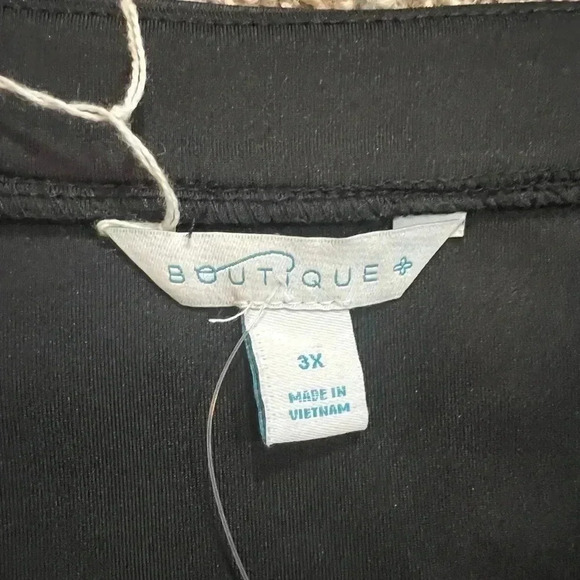 BOUTIQUE +
3X
MADE IN
VIETNAM